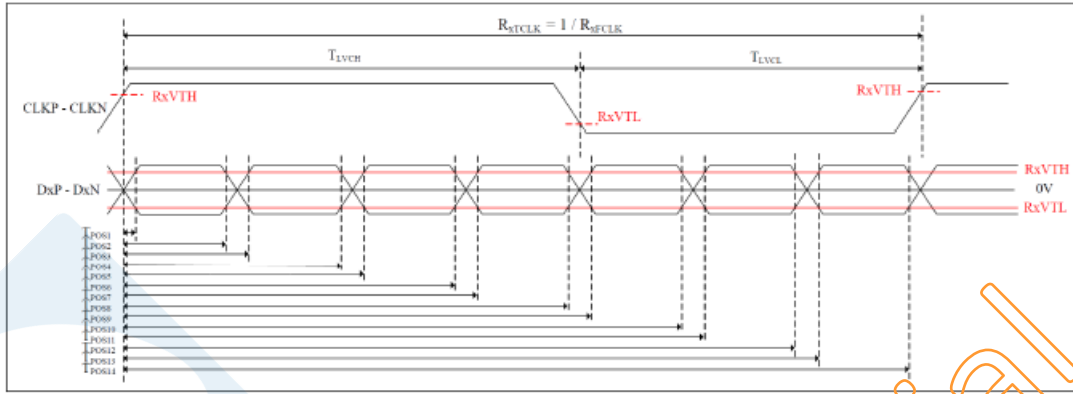 RxTCLK = 1 / RxFCLK
TLVCH
TLVCL
CLKP - CLKN
RxVTH
RxVTL
RxVTH
DxP - DxN
RxVTH
0V
RxVTL
POS1
POS2
POS3
POS4
POS5
POS6
POS7
POS8
POS9
POS10
POS11
POS12
POS13
POS14